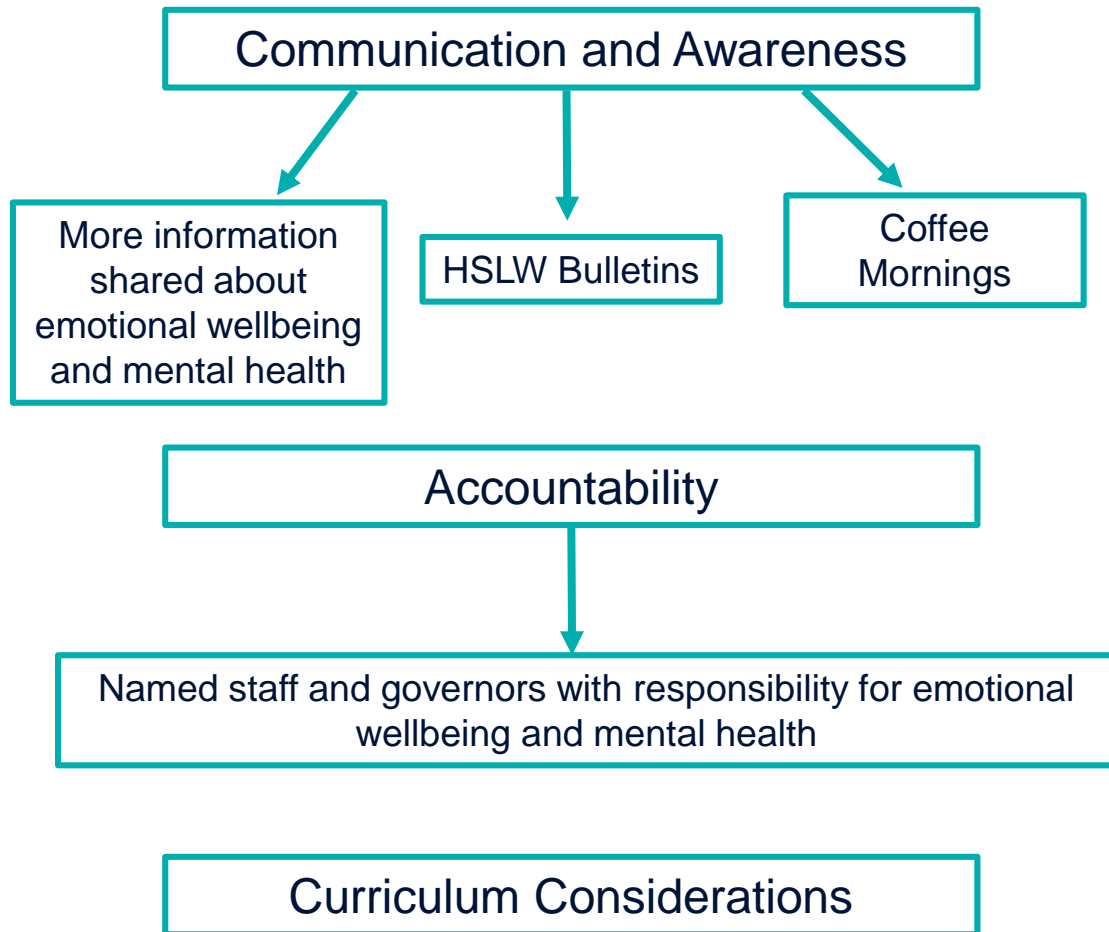 Communication and Awareness
More information
shared about
emotional wellbeing
and mental health
HSLW Bulletins
Coffee
Mornings
Accountability
Named staff and governors with responsibility for emotional
wellbeing and mental health
Curriculum Considerations